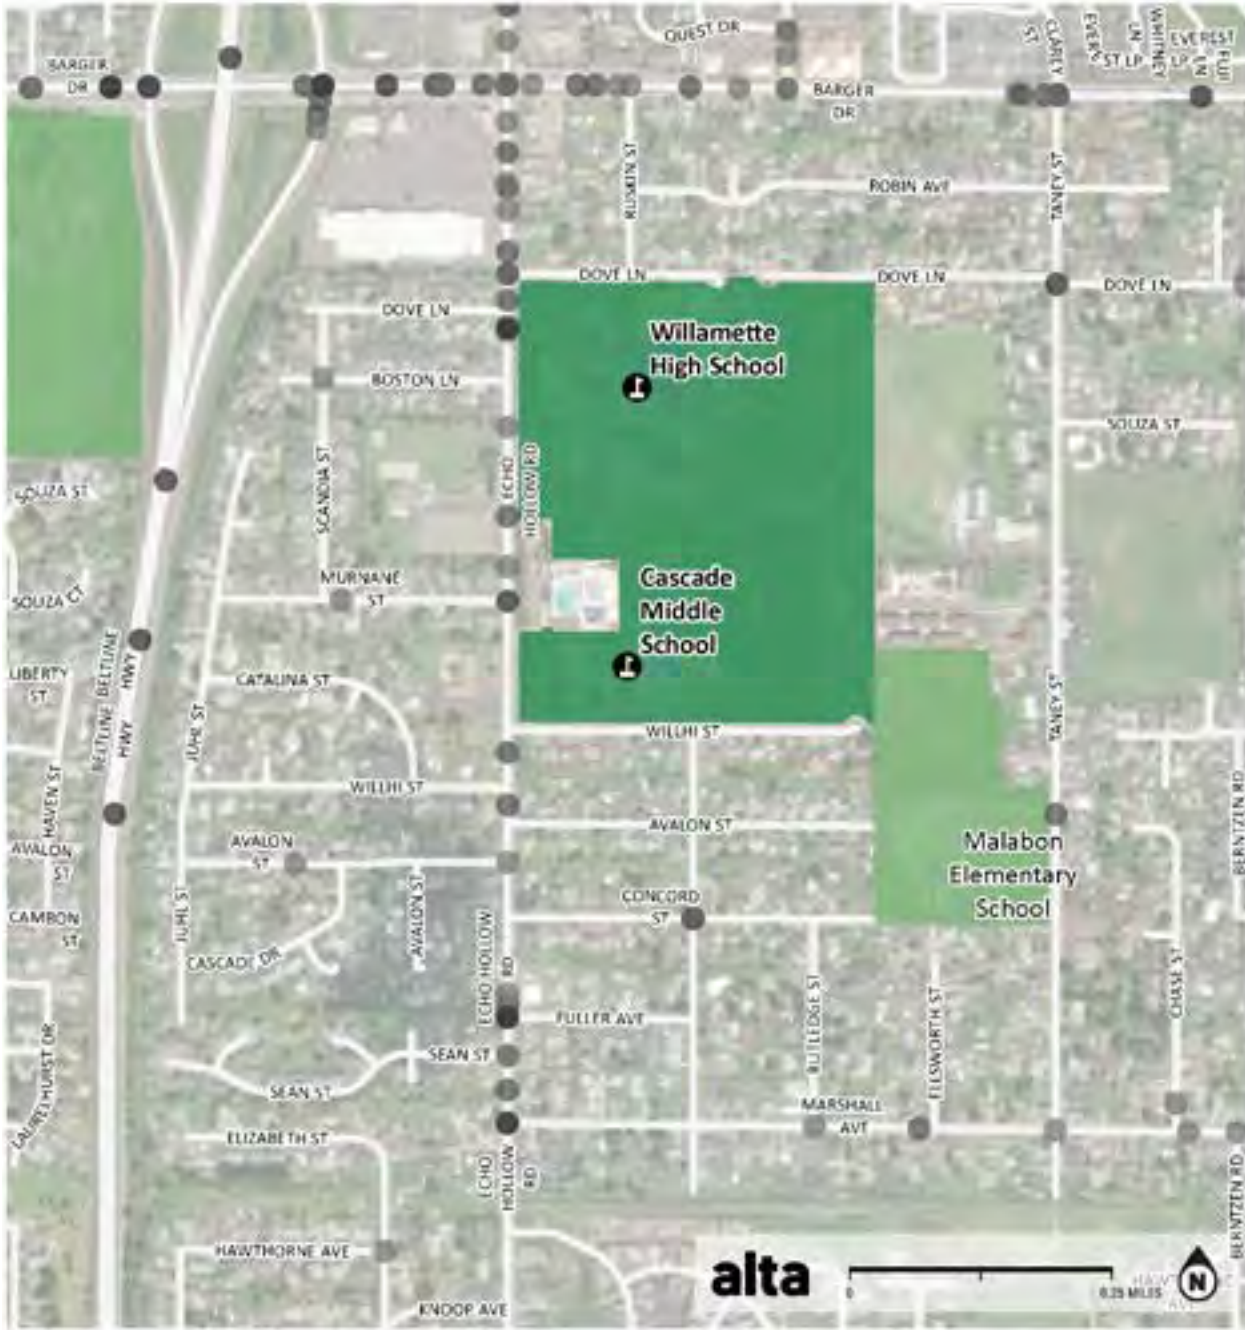 QUEST DR
CLAREY
ST
WHITNEY
LN
EVEREST
LP
LN
FUJI
ST LP
BARGER
DR
BARGER
DR
RUSKIN ST
ROBIN AVE
TANEY ST
DOVE LN
DOVE LN
DOVE LN
DOVE LN
Willamette
High School
BOSTON LN
SOUZA ST
SCANDIA ST
ECHO
HOLLOW RD
SOUZA ST
MURNANE
ST
Cascade
Middle
School
SOUZA CT
BELTLINE
HWY
BELTLINE
HWY
LIBERTY
ST
CATALINA ST
JUHL ST
WILLHI ST
TANEY ST
WILLHI ST
HAVEN ST
AVALON ST
AVALON
ST
AVALON
ST
Malabon
Elementary
School
BERNTZEN RD
CAMBON
ST
JUHL ST
AVALON ST
CONCORD
ST
CASCADE DR
ECHO HOLLOW
RD
RUTLEDGE ST
ELLSWORTH ST
CHASE ST
FULLER AVE
LAURELHURST DR
SEAN ST
SEAN ST
MARSHALL
AVE
ELIZABETH ST
ECHO
HOLLOW
RD
BERNTZEN RD
HAWTHORNE AVE
KNOOP AVE
alta
0
0.25 MILES
N